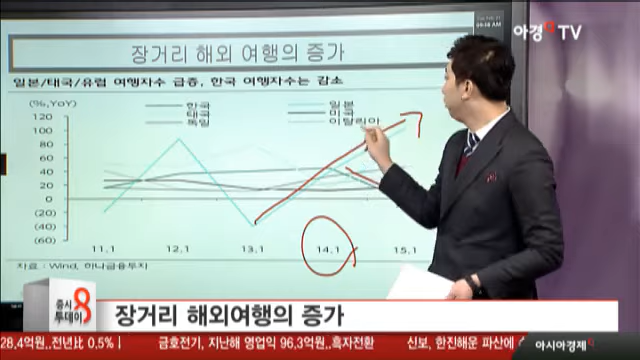 아경e TV
09:08 AM
장거리 해외 여행의 증가
일본/태국/유럽 여행자수 급증, 한국 여행자수는 감소
(%,YoY)
한국 일본
태국 미국
독일 이탈리아
120
100
80
60
40
20
0
(20)
(40)
(60)
11.1 12.1 13.1 14.1 15.1
자료 : Wind, 하나금융투자
증시
투데이 8
장거리 해외여행의 증가
28.4억원..전년比 0.5%↓ 금호전기, 지난해 영업익 96.3억원..흑자전환 신보, 한진해운 파산에
아시아경제